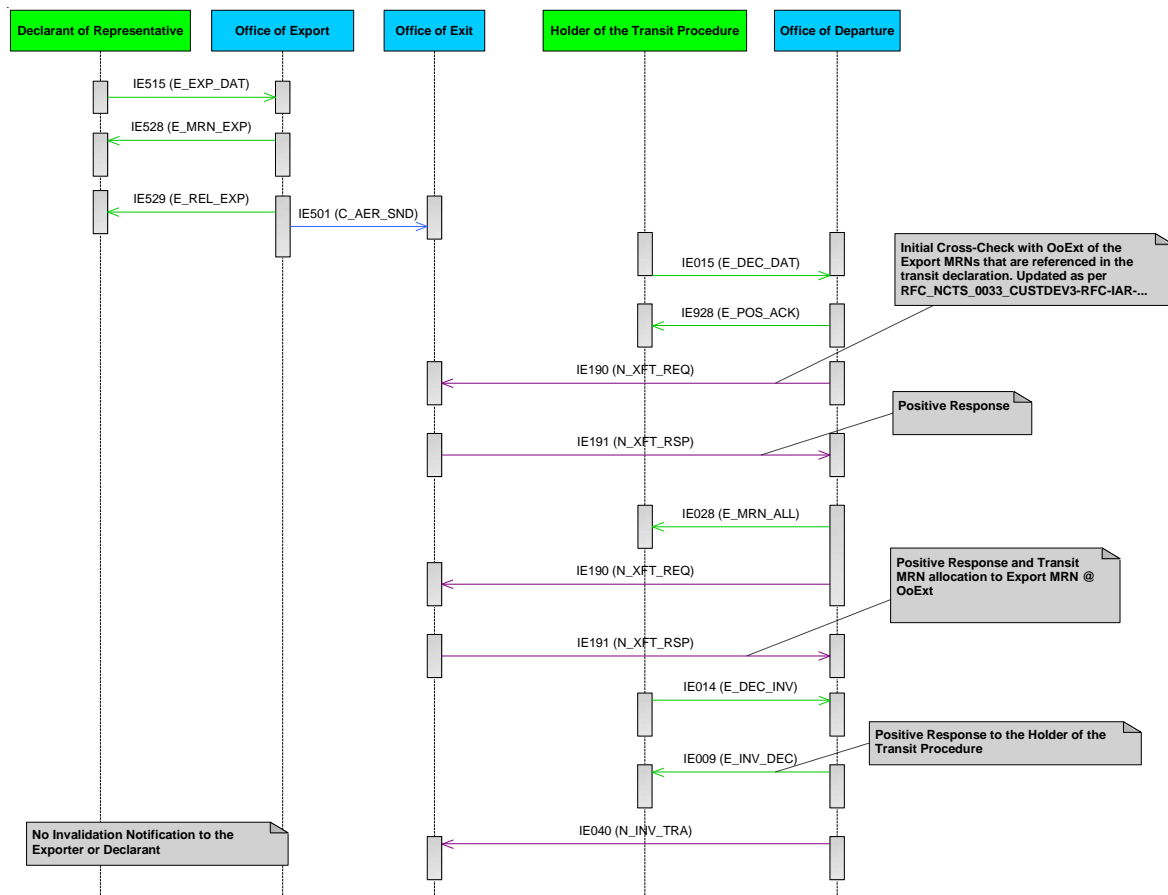 Declarant of Representative
Office of Export
Office of Exit
Holder of the Transit Procedure
Office of Departure
IE515 (E_EXP_DAT)
IE528 (E_MRN_EXP)
IE529 (E_REL_EXP)
IE501 (C_AER_SND)
Initial Cross-Check with OoExt of the
Export MRNs that are referenced in the
transit declaration. Updated as per
RFC_NCTS_0033_CUSTDEV3-RFC-IAR-...
IE015 (E_DEC_DAT)
IE928 (E_POS_ACK)
IE190 (N_XFT_REQ)
Positive Response
IE191 (N_XFT_RSP)
IE028 (E_MRN_ALL)
Positive Response and Transit
MRN allocation to Export MRN @
OoExt
IE190 (N_XFT_REQ)
IE191 (N_XFT_RSP)
IE014 (E_DEC_INV)
Positive Response to the Holder of the
Transit Procedure
IE009 (E_INV_DEC)
No Invalidation Notification to the
Exporter or Declarant
IE040 (N_INV_TRA)